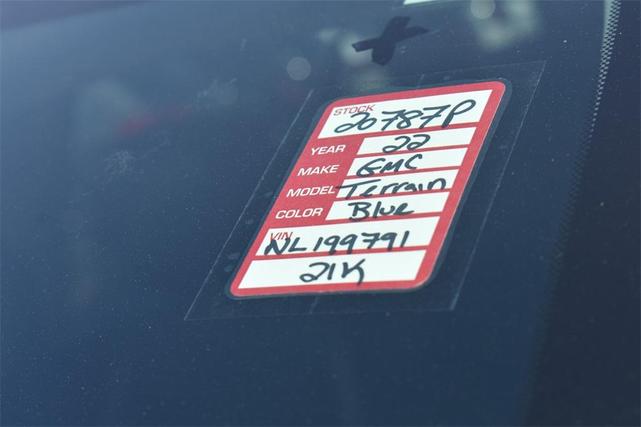 STOCK 20787P
YEAR 22
MAKE GMC
MODEL Terrain
COLOR Blue
VIN NL199791
21K